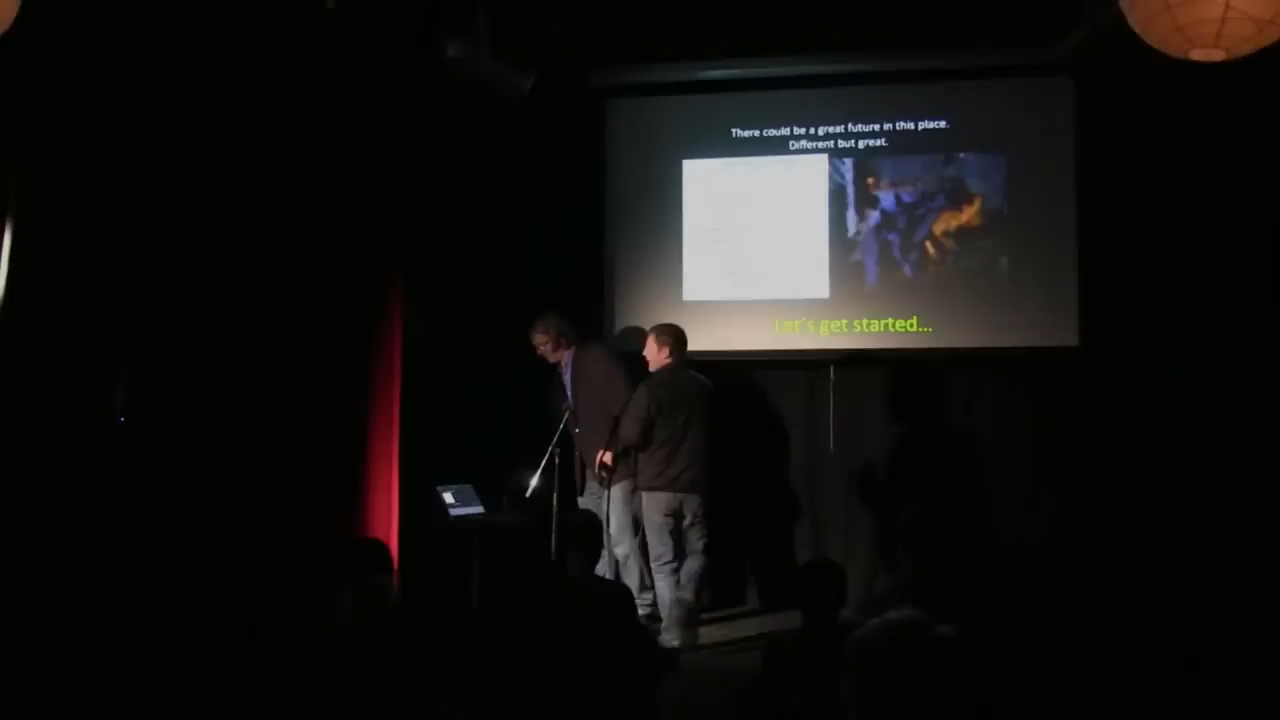 There could be a great future in this place.
Different but great.
Let's get started...